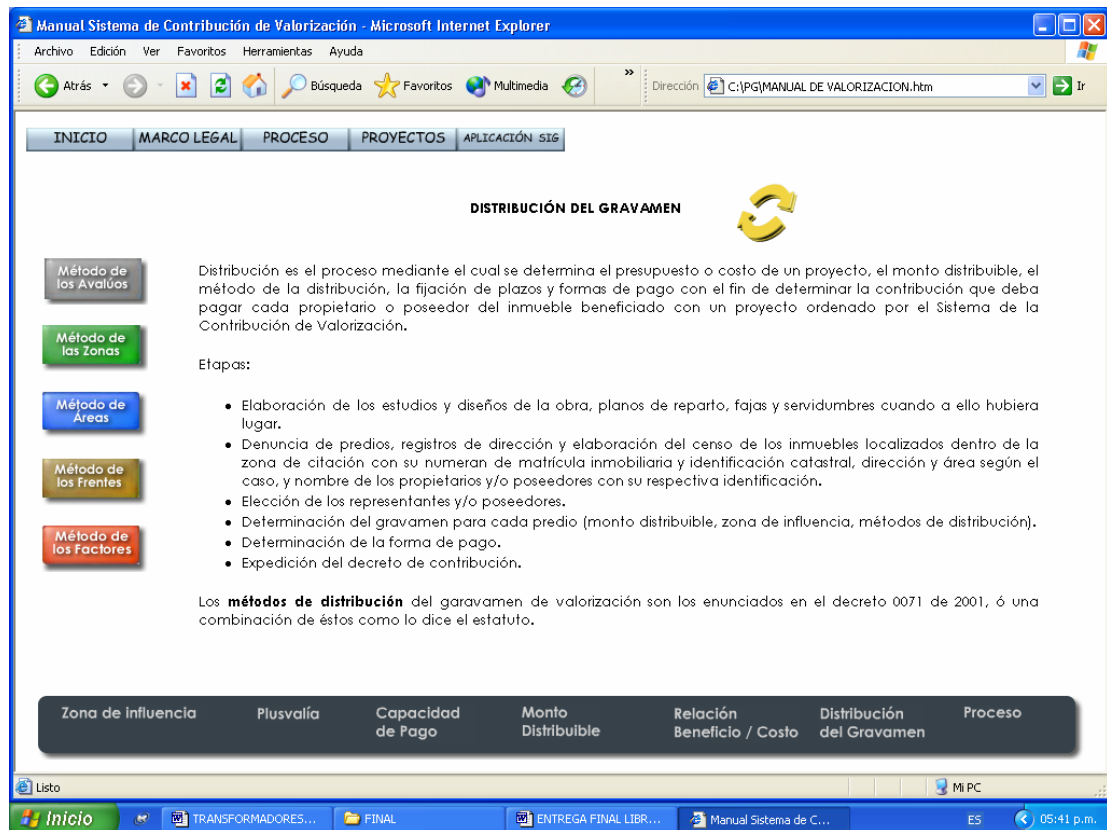 Manual Sistema de Contribución de Valorización - Microsoft Internet Explorer
Archivo Edición Ver Favoritos Herramientas Ayuda
Atrás Búsqueda Favoritos Multimedia » Dirección C:\PG\MANUAL DE VALORIZACION.htm Ir
INICIO MARCO LEGAL PROCESO PROYECTOS APLICACIÓN SIG
DISTRIBUCIÓN DEL GRAVAMEN
Método de
los Avalúos
Método de
las Zonas
Método de
Áreas
Método de
los Frentes
Método de
los Factores
Distribución es el proceso mediante el cual se determina el presupuesto o costo de un proyecto, el monto distribuible, el
método de la distribución, la fijación de plazos y formas de pago con el fin de determinar la contribución que deba
pagar cada propietario o poseedor del inmueble beneficiado con un proyecto ordenado por el Sistema de la
Contribución de Valorización.
Etapas:
• Elaboración de los estudios y diseños de la obra, planos de reparto, fajas y servidumbres cuando a ello hubiera
lugar.
• Denuncia de predios, registros de dirección y elaboración del censo de los inmuebles localizados dentro de la
zona de citación con su numeran de matrícula inmobiliaria y identificación catastral, dirección y área según el
caso, y nombre de los propietarios y/o poseedores con su respectiva identificación.
• Elección de los representantes y/o poseedores.
• Determinación del gravamen para cada predio (monto distribuible, zona de influencia, métodos de distribución).
• Determinación de la forma de pago.
• Expedición del decreto de contribución.
Los métodos de distribución del garavamen de valorización son los enunciados en el decreto 0071 de 2001, ó una
combinación de éstos como lo dice el estatuto.
Zona de influencia Plusvalía Capacidad de Pago Monto Distribuible Relación Beneficio / Costo Distribución del Gravamen Proceso
Listo Mi PC
Inicio TRANSFORMADORES... FINAL ENTREGA FINAL LIBR... Manual Sistema de C... ES 05:41 p.m.